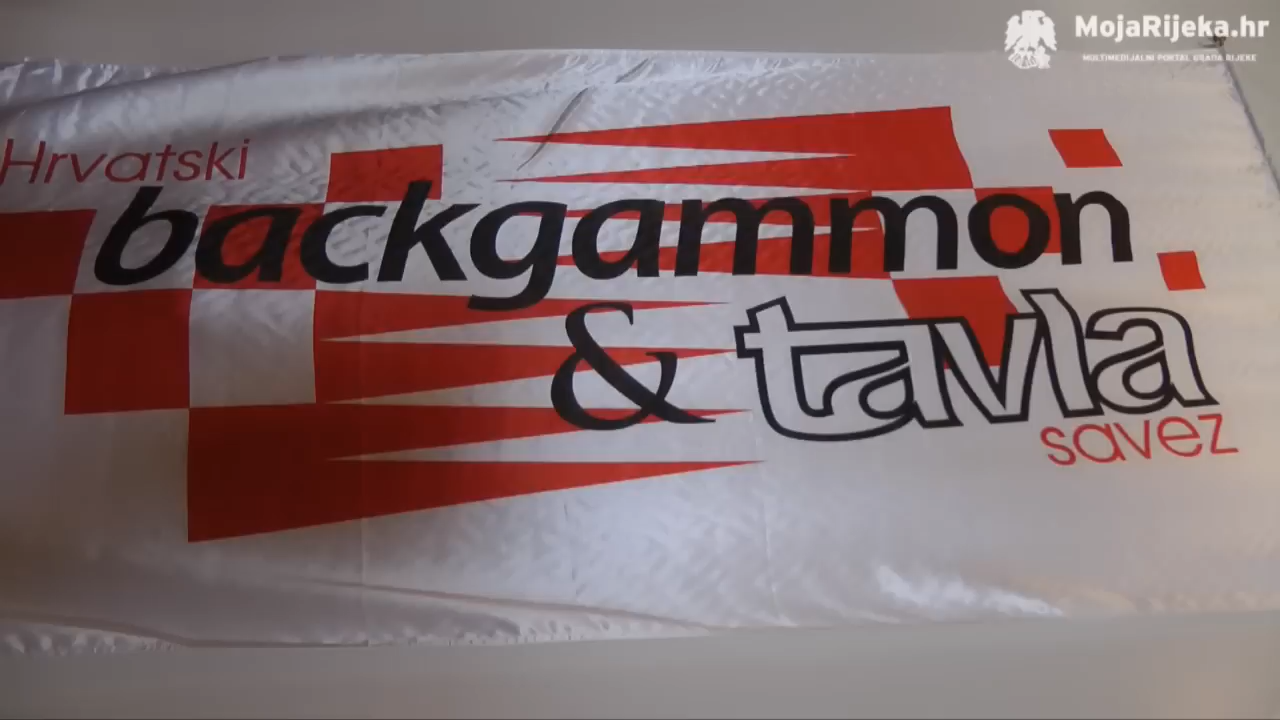 MojaRijeka.hr
MULTIMEDIJALNI PORTAL GRADA RIJEKE
Hrvatski
backgammon
& tavla
savez